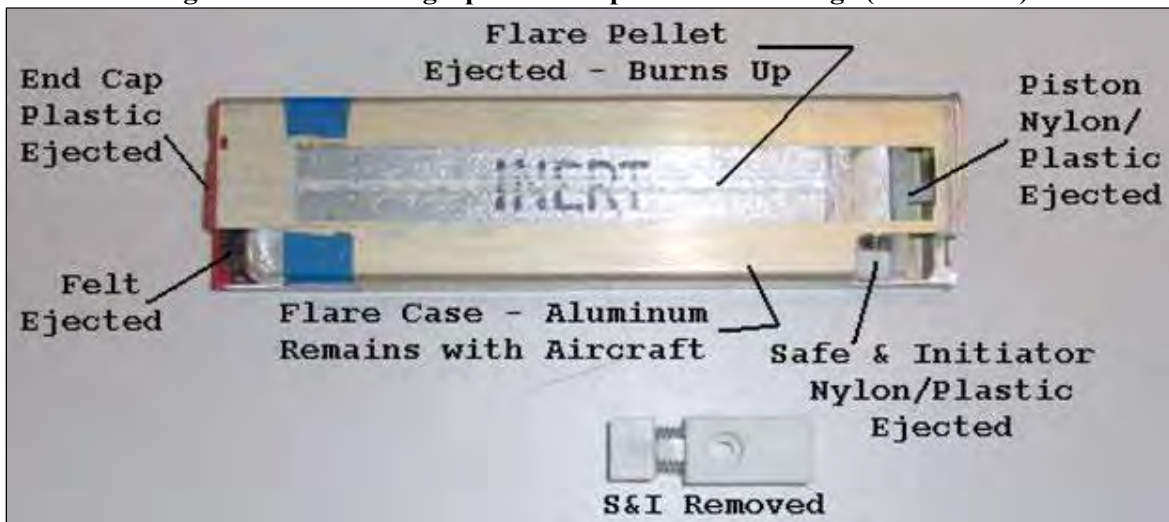 Flare Pellet
Ejected - Burns Up
End Cap
Plastic
Ejected
Piston
Nylon/
Plastic
Ejected
INERT
Felt
Ejected
Flare Case - Aluminum
Remains with Aircraft
Safe & Initiator
Nylon/Plastic
Ejected
S&I Removed